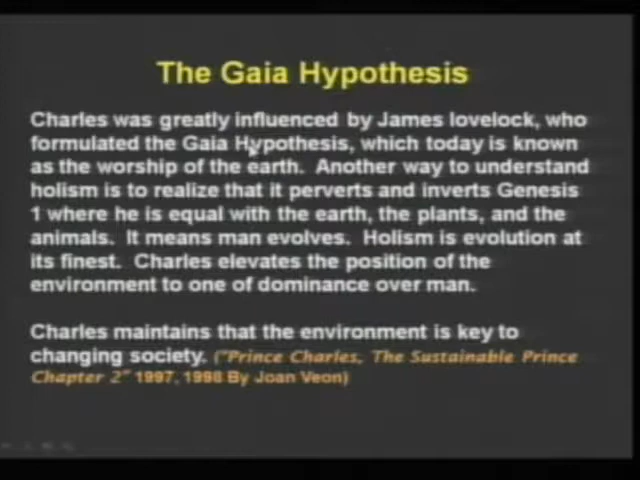 The Gaia Hypothesis
Charles was greatly influenced by James lovelock, who
formulated the Gaia Hypothesis, which today is known
as the worship of the earth.  Another way to understand
holism is to realize that it perverts and inverts Genesis
1 where he is equal with the earth, the plants, and the
animals.  It means man evolves.  Holism is evolution at
its finest.  Charles elevates the position of the
environment to one of dominance over man.
Charles maintains that the environment is key to
changing society. ("Prince Charles, The Sustainable Prince
Chapter 2" 1997, 1998 By Joan Veon)